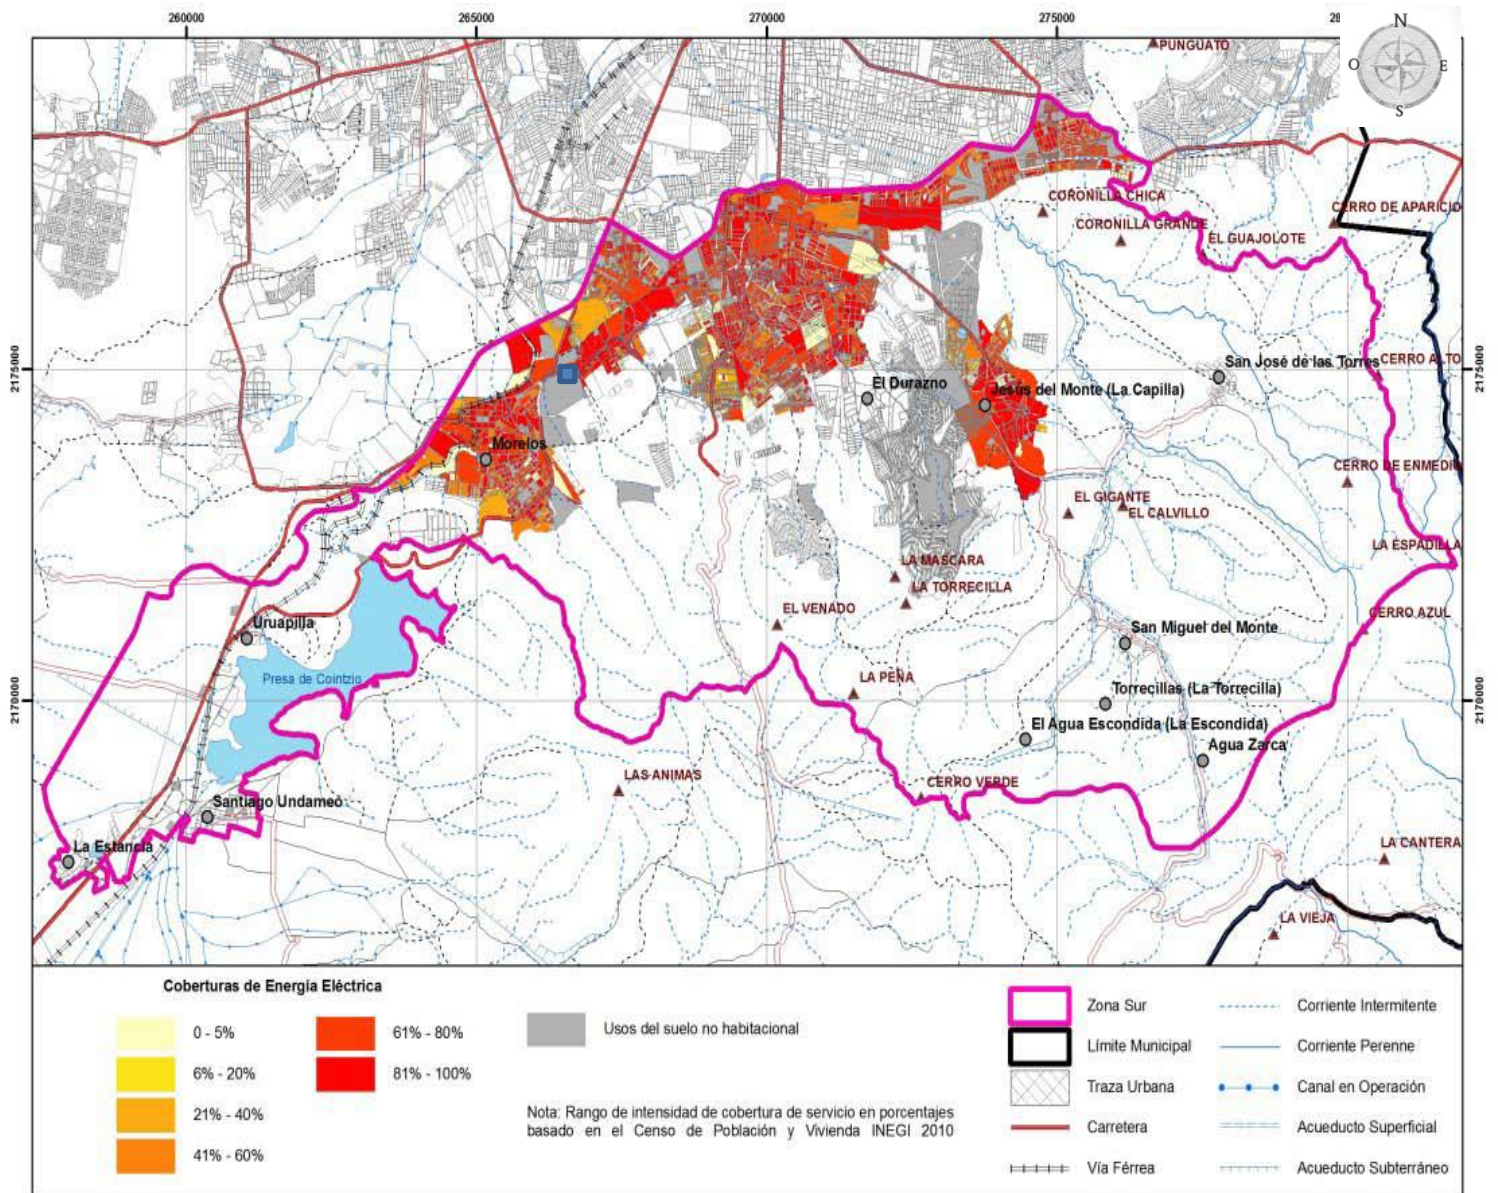 260000
265000
270000
275000
28
N
O
E
S
PUNGUATO
CORONILLA CHICA
CERRO DE APARICIO
CORONILLA GRANDE
EL GUAJOLOTE
2175000
2175000
CERRO ALTO
San José de las Torres
El Durazno
Jesús del Monte (La Capilla)
Morelos
CERRO DE ENMEDIO
EL GIGANTE
EL CALVILLO
LA ESPADILLA
LA MASCARA
LA TORRECILLA
EL VENADO
CERRO AZUL
Uruapilla
San Miguel del Monte
Presa de Cointzio
LA PEÑA
Torrecillas (La Torrecilla)
2170000
2170000
El Agua Escondida (La Escondida)
Agua Zarca
LAS ANIMAS
CERRO VERDE
Santiago Undameo
La Estancia
LA CANTERA
LA VIEJA
Coberturas de Energía Eléctrica
0 - 5%
6% - 20%
21% - 40%
41% - 60%
61% - 80%
81% - 100%
Usos del suelo no habitacional
Nota: Rango de intensidad de cobertura de servicio en porcentajes
basado en el Censo de Población y Vivienda INEGI 2010
Zona Sur
Límite Municipal
Traza Urbana
Carretera
Vía Férrea
Corriente Intermitente
Corriente Perenne
Canal en Operación
Acueducto Superficial
Acueducto Subterráneo